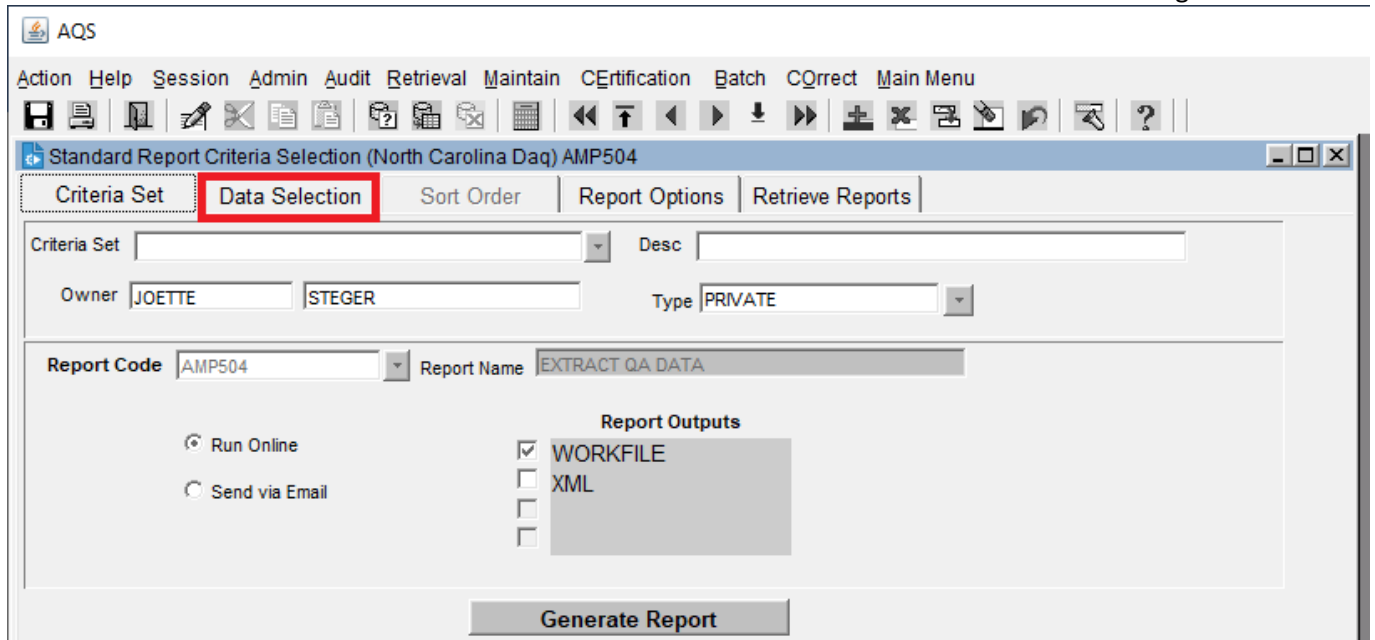 AQS
Action Help Session Admin Audit Retrieval Maintain CErtification Batch COrrect Main Menu
Standard Report Criteria Selection (North Carolina Daq) AMP504
Criteria Set Data Selection Sort Order Report Options Retrieve Reports
Criteria Set Desc
Owner JOETTE STEGER Type PRIVATE
Report Code AMP504 Report Name EXTRACT QA DATA
Report Outputs
Run Online WORKFILE
Send via Email XML
Generate Report